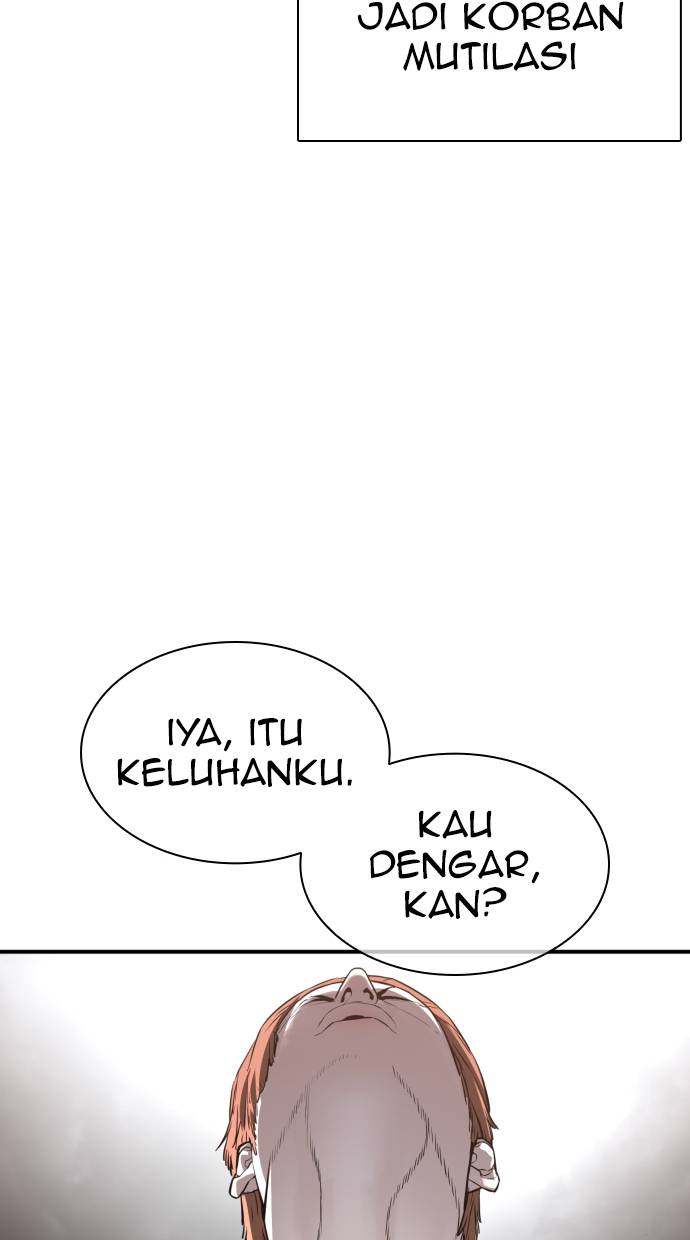 JADI KORBAN
MUTILASI
IYA, ITU
KELUHANKU.
KAU
DENGAR,
KAN?